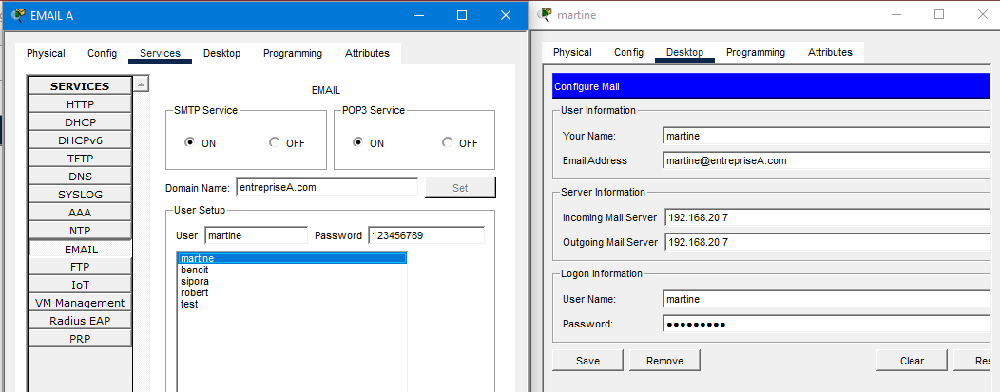 EMAIL A
Physical Config Services Desktop Programming Attributes
SERVICES
HTTP
DHCP
DHCPv6
TFTP
DNS
SYSLOG
AAA
NTP
EMAIL
FTP
IoT
VM Management
Radius EAP
PRP
EMAIL
SMTP Service
ON OFF
POP3 Service
ON OFF
Domain Name: entrepriseA.com Set
User Setup
User martine Password 123456789
martine
benoit
sipora
robert
test
martine
Physical Config Desktop Programming Attributes
Configure Mail
User Information
Your Name: martine
Email Address martine@entrepriseA.com
Server Information
Incoming Mail Server 192.168.20.7
Outgoing Mail Server 192.168.20.7
Logon Information
User Name: martine
Password: ●●●●●●●●●
Save Remove Clear Res